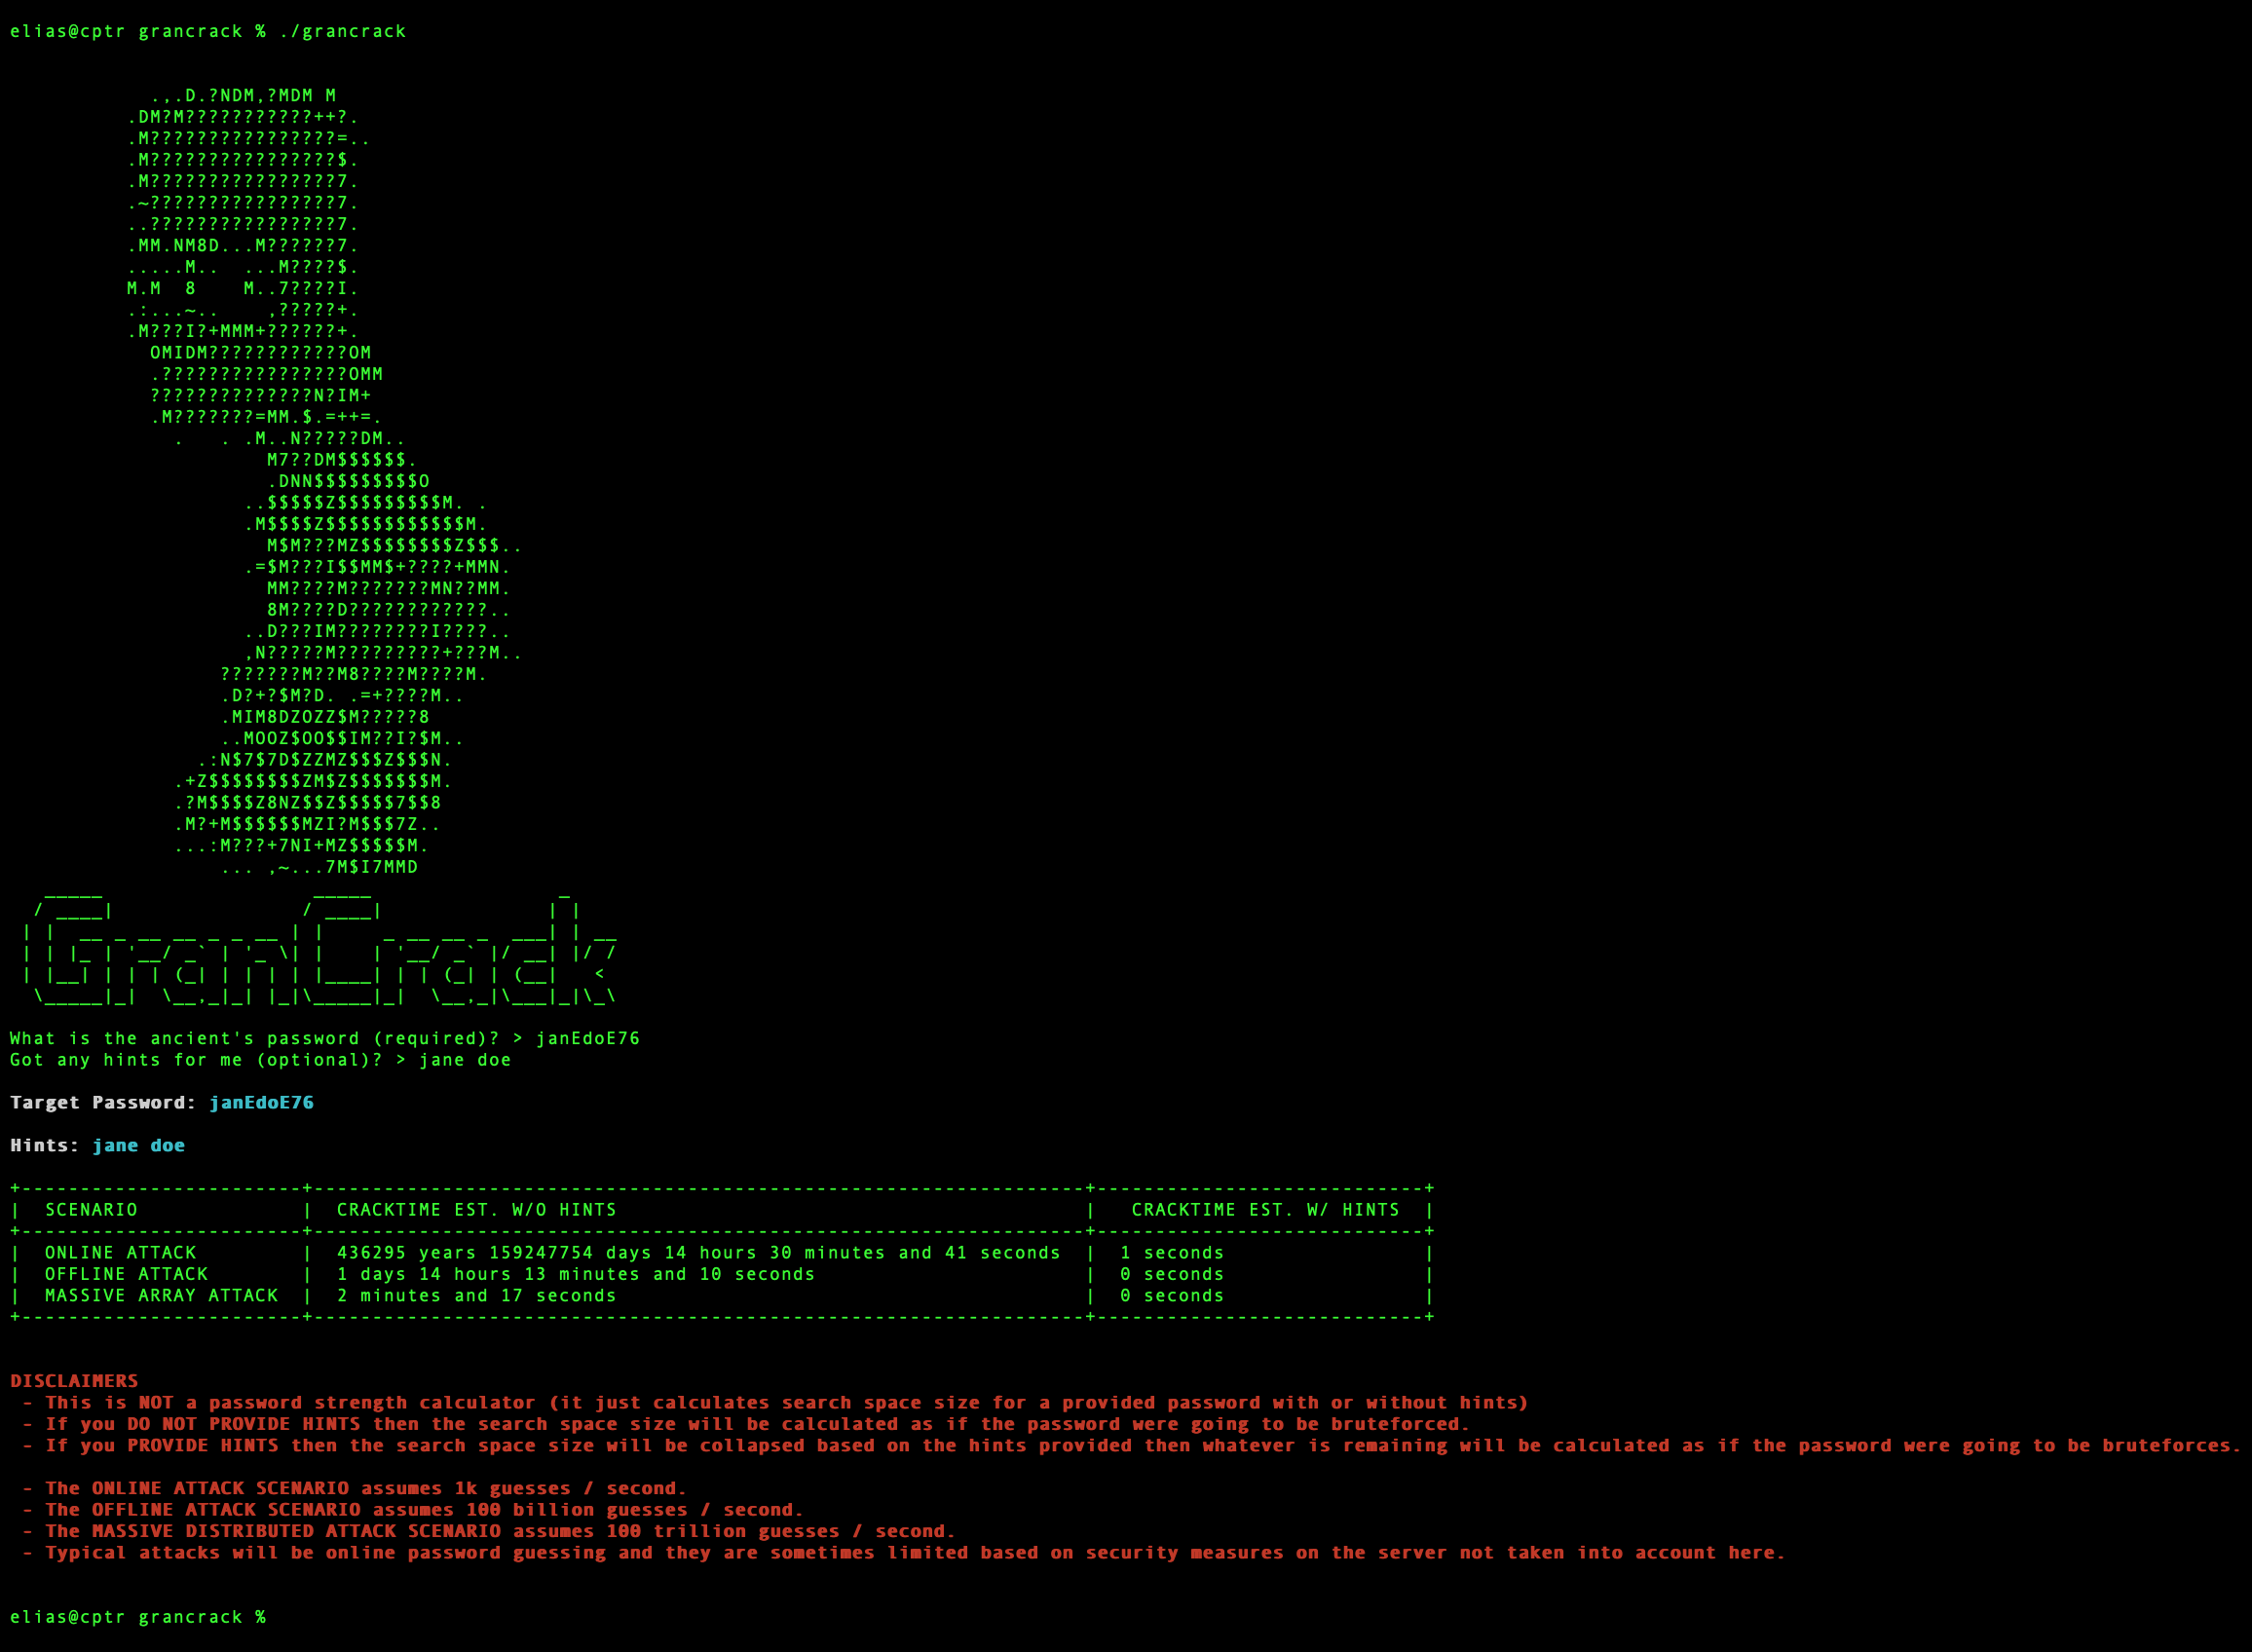 elias@cptr grancrack % ./grancrack
            .,.D.?NDM,?MDM M
          .DM?M???????????++?.
          .M????????????????=..
          .M????????????????$.
          .M????????????????7.
          .~????????????????7.
          ..????????????????7.
          .MM.NM8D...M??????7.
          .....M..  ...M????$.
          M.M  8    M..7????I.
          .:...~..    ,?????+.
          .M???I?+MMM+??????+.
            OMIDM????????????OM
            .????????????????OMM
            ??????????????N?IM+
            .M???????=MM.$.=++=.
              .   . .M..N?????DM..
                      M7??DM$$$$$$.
                      .DNN$$$$$$$$$O
                    ..$$$$$Z$$$$$$$$$M. .
                    .M$$$$Z$$$$$$$$$$$$M.
                      M$M???MZ$$$$$$$$Z$$$..
                    .=$M???I$$MM$+????+MMN.
                      MM????M???????MN??MM.
                      8M????D????????????..
                    ..D???IM????????I????..
                    ,N?????M?????????+???M..
                  ???????M??M8????M????M.
                  .D?+?$M?D. .=+????M..
                  .MIM8DZOZZ$M?????8
                  ..MOOZ$OO$$IM??I?$M..
                .:N$7$7D$ZZMZ$$$Z$$$N.
              .+Z$$$$$$$$ZM$Z$$$$$$$M.
              .?M$$$$Z8NZ$$Z$$$$$7$$8
              .M?+M$$$$$$MZI?M$$$7Z..
              ...:M???+7NI+MZ$$$$$M.
                  ... ,~...7M$I7MMD
GranCrack
What is the ancient's password (required)? > janEdoE76
Got any hints for me (optional)? > jane doe
Target Password: janEdoE76
Hints: jane doe
| SCENARIO | CRACKTIME EST. W/O HINTS | CRACKTIME EST. W/ HINTS |
| ONLINE ATTACK | 436295 years 159247754 days 14 hours 30 minutes and 41 seconds | 1 seconds |
| OFFLINE ATTACK | 1 days 14 hours 13 minutes and 10 seconds | 0 seconds |
| MASSIVE ARRAY ATTACK | 2 minutes and 17 seconds | 0 seconds |
DISCLAIMERS
- This is NOT a password strength calculator (it just calculates search space size for a provided password with or without hints)
- If you DO NOT PROVIDE HINTS then the search space size will be calculated as if the password were going to be bruteforced.
- If you PROVIDE HINTS then the search space size will be collapsed based on the hints provided then whatever is remaining will be calculated as if the password were going to be bruteforces.
- The ONLINE ATTACK SCENARIO assumes 1k guesses / second.
- The OFFLINE ATTACK SCENARIO assumes 100 billion guesses / second.
- The MASSIVE DISTRIBUTED ATTACK SCENARIO assumes 100 trillion guesses / second.
- Typical attacks will be online password guessing and they are sometimes limited based on security measures on the server not taken into account here.
elias@cptr grancrack %